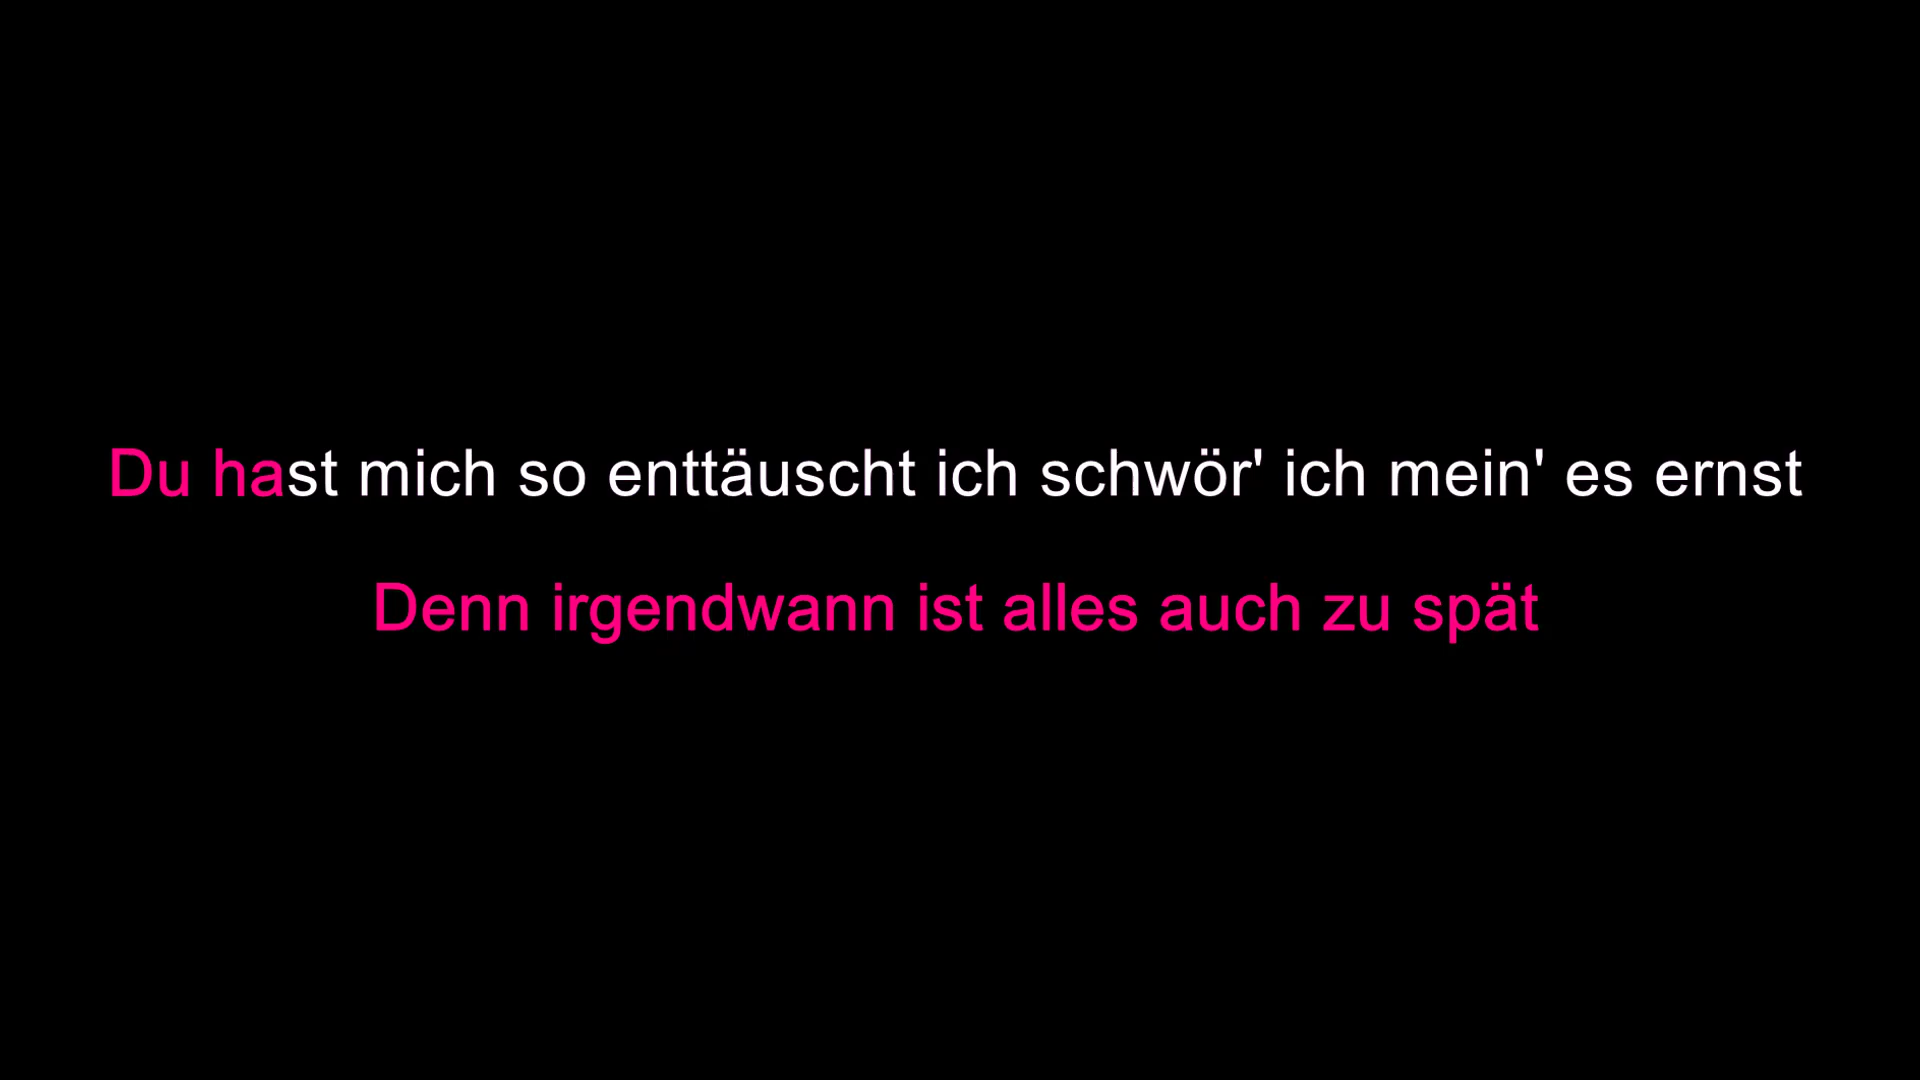 Du hast mich so enttäuscht ich schwör' ich mein' es ernst
Denn irgendwann ist alles auch zu spät